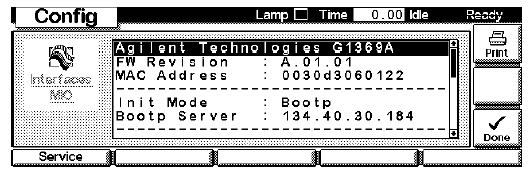 Config Lamp Time 0.00 Idle Ready
Agilent Technologies G1369A
FW Revision : A.01.01
MAC Address : 0030d3060122
Init Mode : Bootp
Bootp Server : 134.40.30.184
Interfaces
MIO
Print
Done
Service